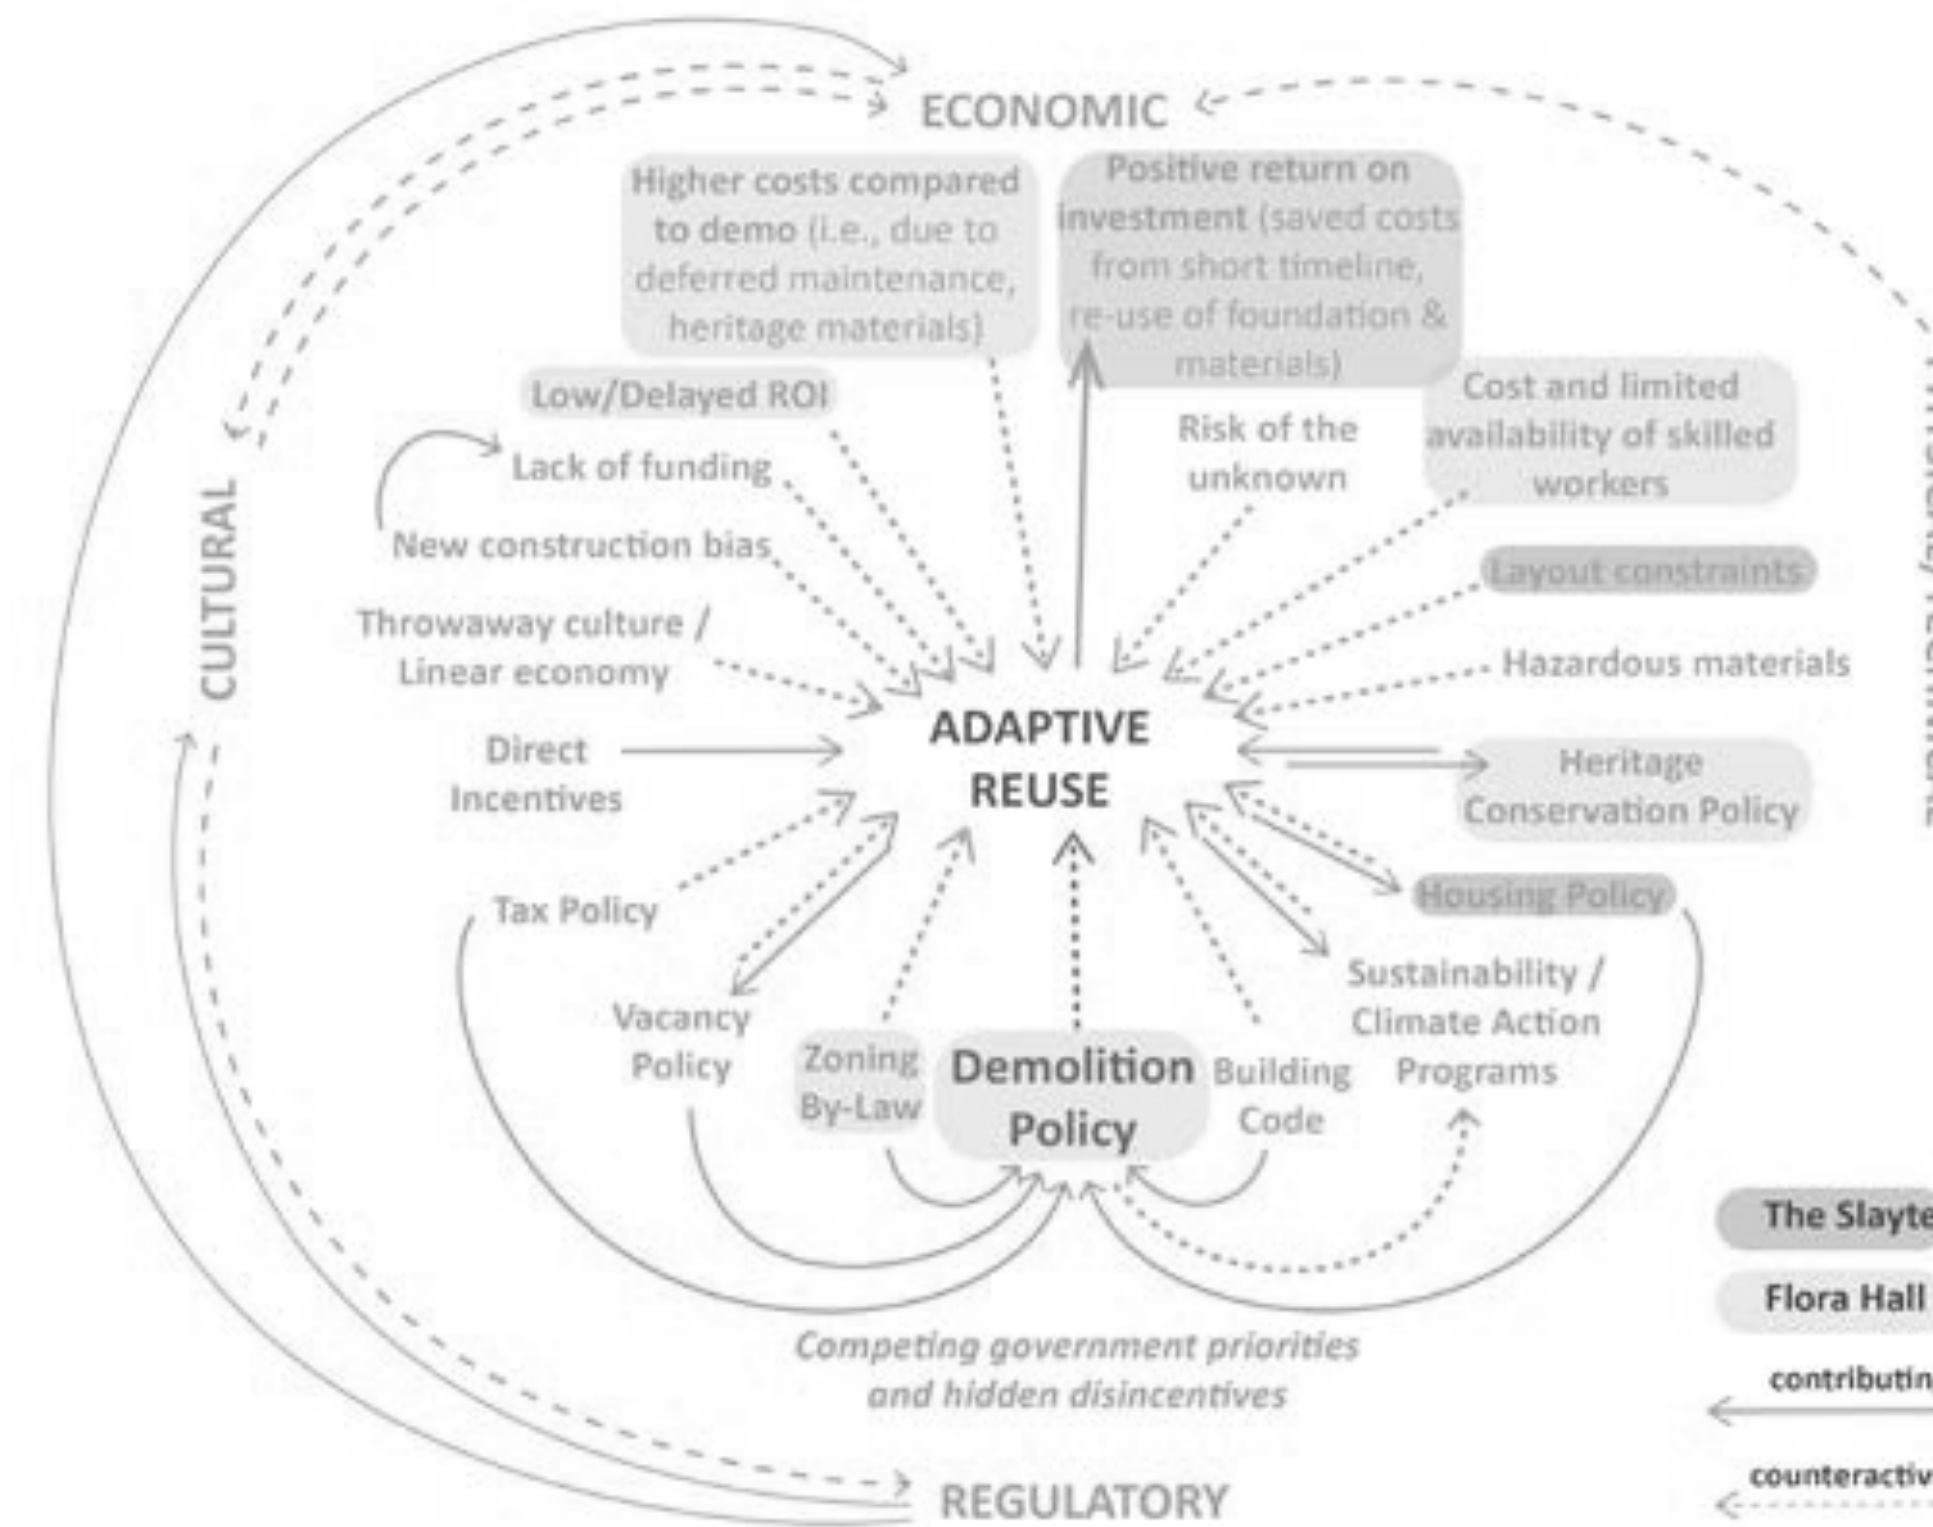 ECONOMIC
Higher costs compared
to demo (i.e., due to
deferred maintenance,
heritage materials)
Positive return on
investment (saved costs
from short timeline,
re-use of foundation &
materials)
Low/Delayed ROI
Lack of funding
New construction bias
Throwaway culture /
Linear economy
Direct
Incentives
Tax Policy
Vacancy
Policy
Zoning
By-Law
Demolition
Policy
Building
Code
Sustainability /
Climate Action
Programs
Housing Policy
Heritage
Conservation Policy
Hazardous materials
Layout constraints
Cost and limited
availability of skilled
workers
Risk of the
unknown
ADAPTIVE
REUSE
CULTURAL
Competing government priorities
and hidden disincentives
REGULATORY
The Slayte
Flora Hall
contributin
counteractiv